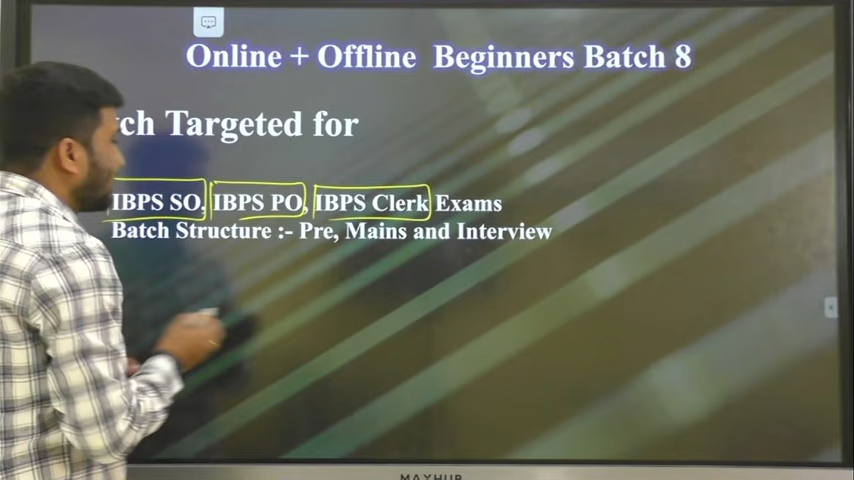 Online + Offline Beginners Batch 8
Targeted for
IBPS SO, IBPS PO, IBPS Clerk Exams
Batch Structure :- Pre, Mains and Interview
MAXHUB